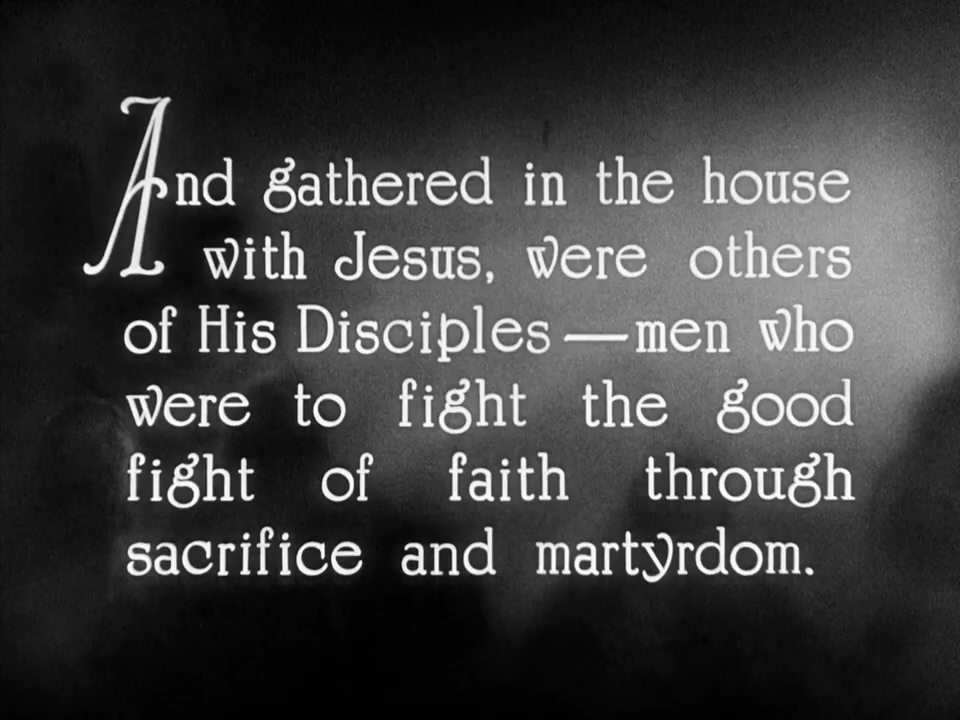 And gathered in the house
with Jesus, were others
of His Disciples—men who
were to fight the good
fight of faith through
sacrifice and martyrdom.